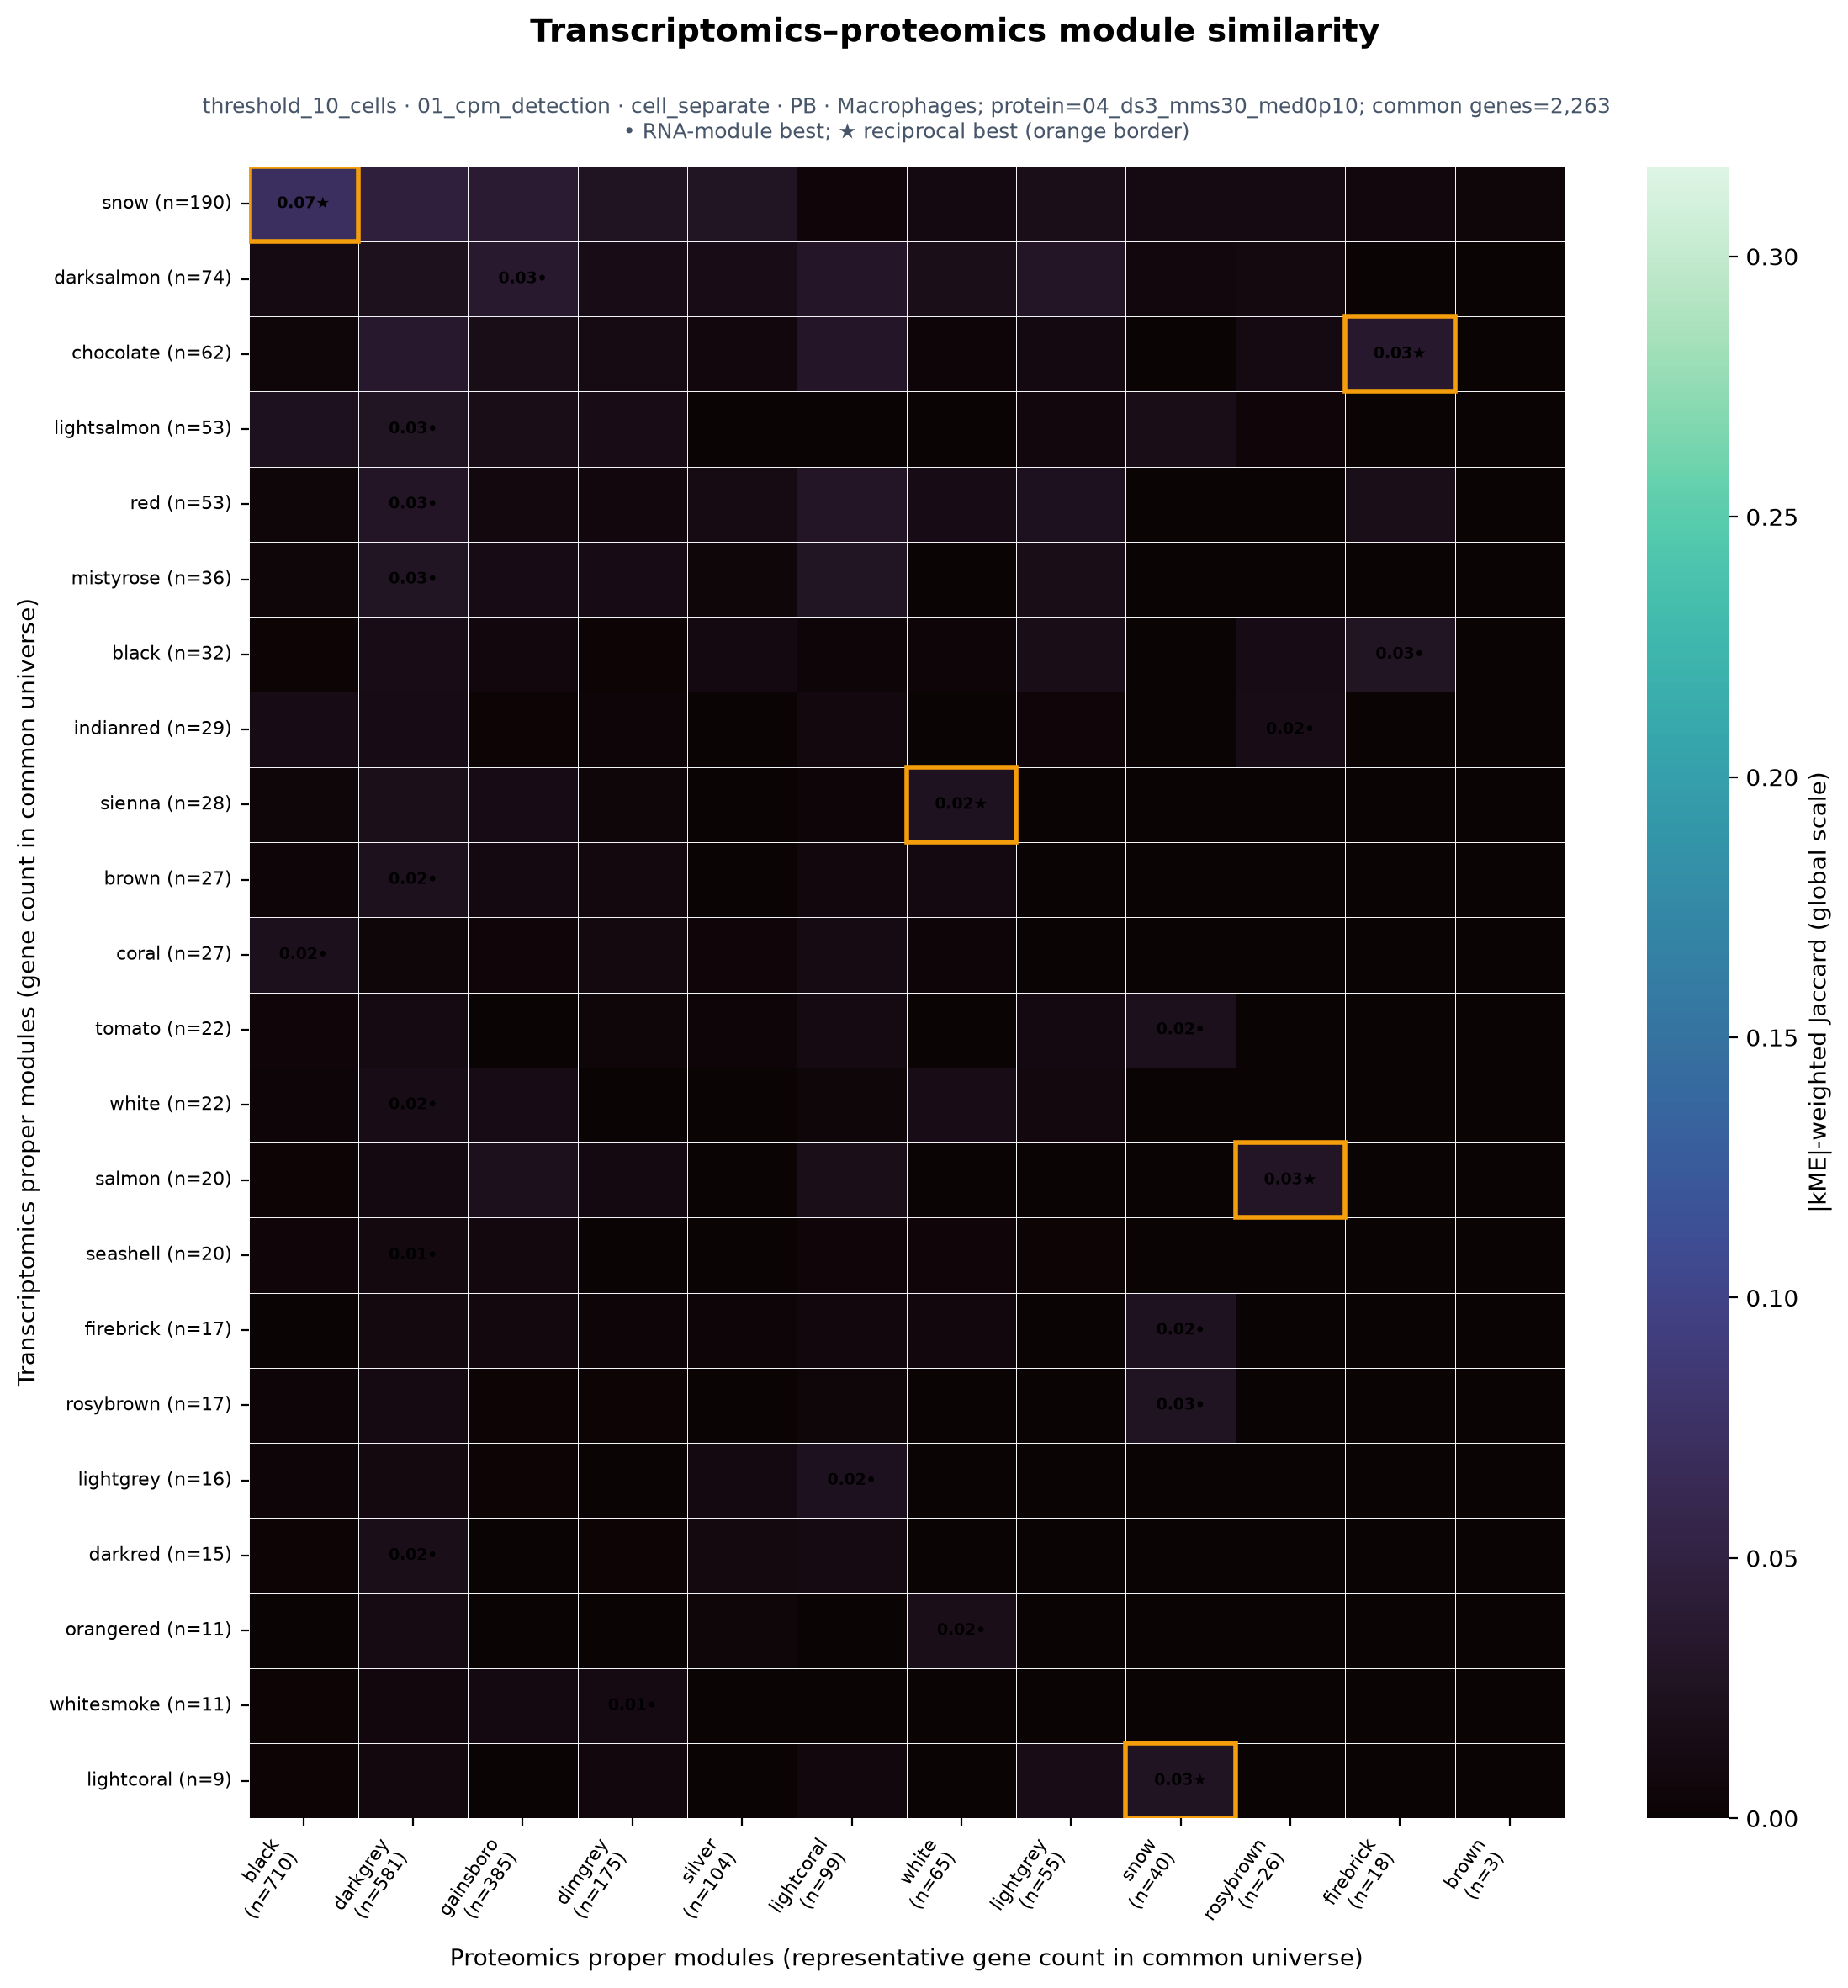 Transcriptomics–proteomics module similarity
threshold_10_cells · 01_cpm_detection · cell_separate · PB · Macrophages; protein=04_ds3_mms30_med0p10; common genes=2,263
• RNA-module best; ★ reciprocal best (orange border)
Transcriptomics proper modules (gene count in common universe)
snow (n=190)
0.07★
darksalmon (n=74)
0.03•
chocolate (n=62)
0.03★
lightsalmon (n=53)
0.03•
red (n=53)
0.03•
mistyrose (n=36)
0.03•
black (n=32)
0.03•
indianred (n=29)
0.02•
sienna (n=28)
0.02★
brown (n=27)
0.02•
coral (n=27)
0.02•
tomato (n=22)
0.02•
white (n=22)
0.02•
salmon (n=20)
0.03★
seashell (n=20)
0.01•
firebrick (n=17)
0.02•
rosybrown (n=17)
0.03•
lightgrey (n=16)
0.02•
darkred (n=15)
0.02•
orangered (n=11)
0.02•
whitesmoke (n=11)
0.01•
lightcoral (n=9)
0.03★
black
(n=710)
darkgrey
(n=581)
gainsboro
(n=385)
dimgrey
(n=175)
silver
(n=104)
lightcoral
(n=99)
white
(n=65)
lightgrey
(n=55)
snow
(n=40)
rosybrown
(n=26)
firebrick
(n=18)
brown
(n=3)
Proteomics proper modules (representative gene count in common universe)
0.30
0.25
0.20
0.15
0.10
0.05
0.00
|kME|-weighted Jaccard (global scale)